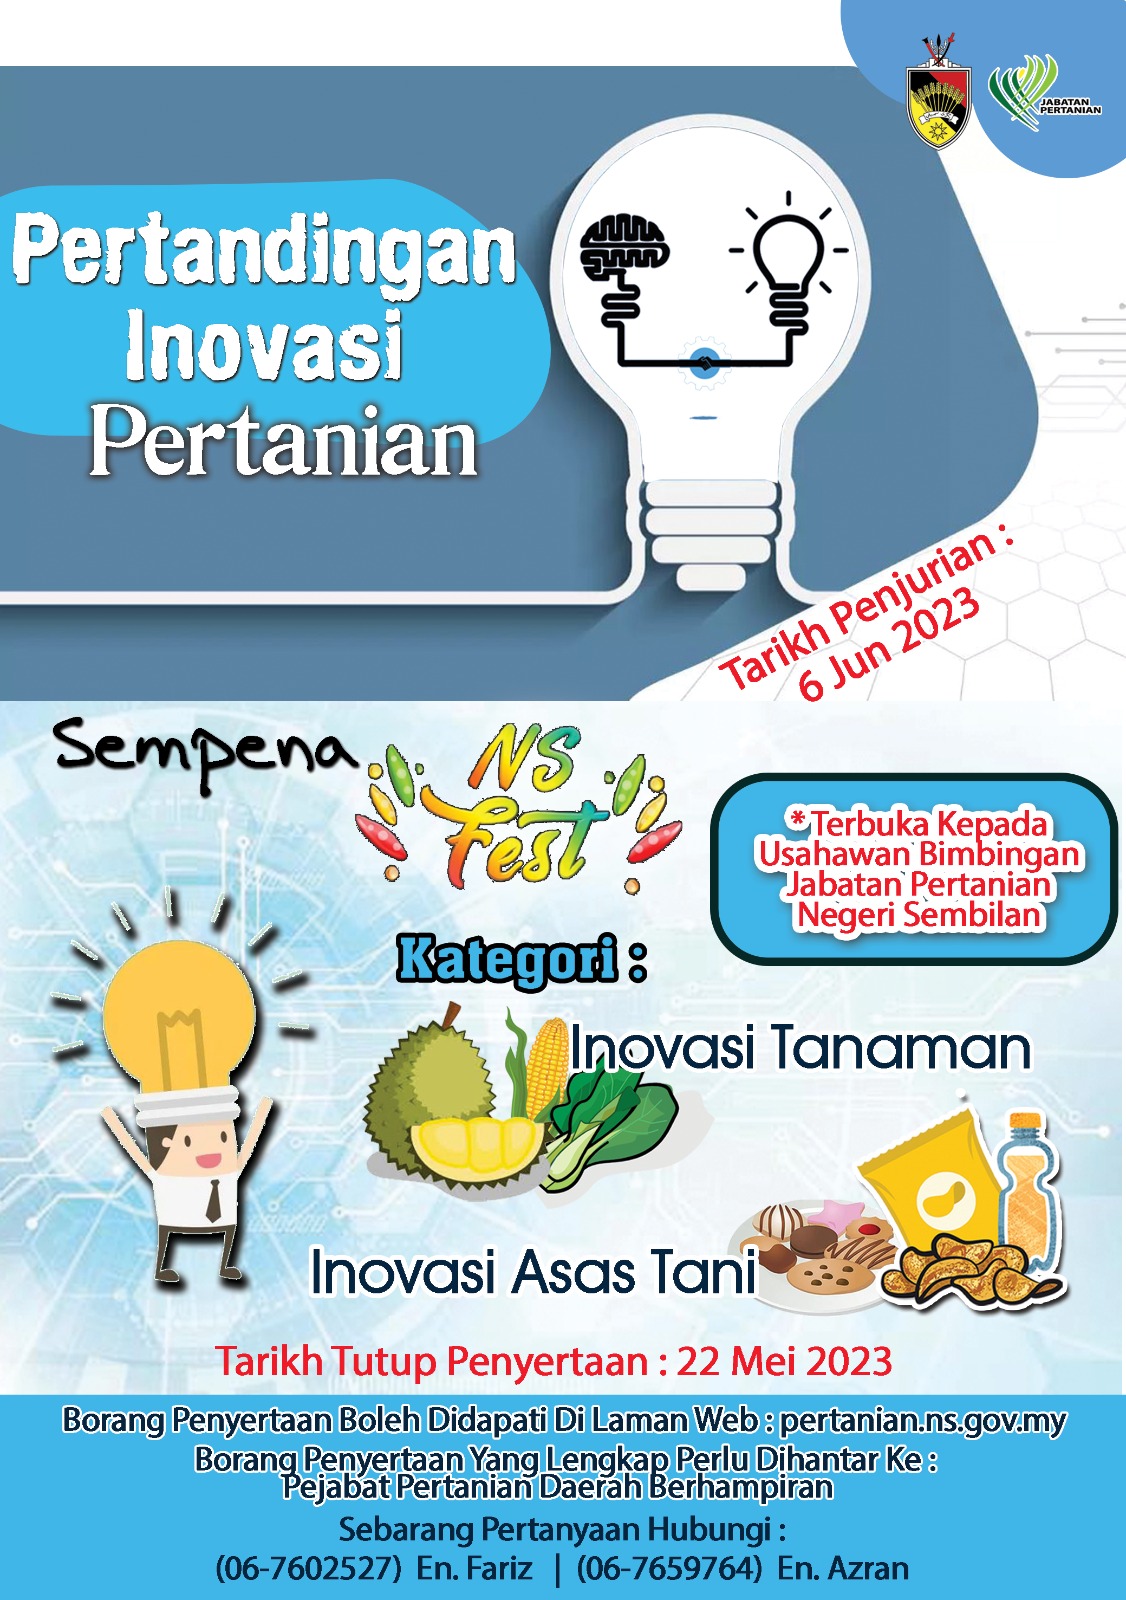 JABATAN
PERTANIAN
Pertandingan
Inovasi
Pertanian
Tarikh Penjurian :
6 Jun 2023
Sempena
NS
Fest
* Terbuka Kepada
Usahawan Bimbingan
Jabatan Pertanian
Negeri Sembilan
Kategori :
Inovasi Tanaman
Inovasi Asas Tani
Tarikh Tutup Penyertaan : 22 Mei 2023
Borang Penyertaan Boleh Didapati Di Laman Web : pertanian.ns.gov.my
Borang Penyertaan Yang Lengkap Perlu Dihantar Ke :
Pejabat Pertanian Daerah Berhampiran
Sebarang Pertanyaan Hubungi :
(06-7602527) En. Fariz | (06-7659764) En. Azran